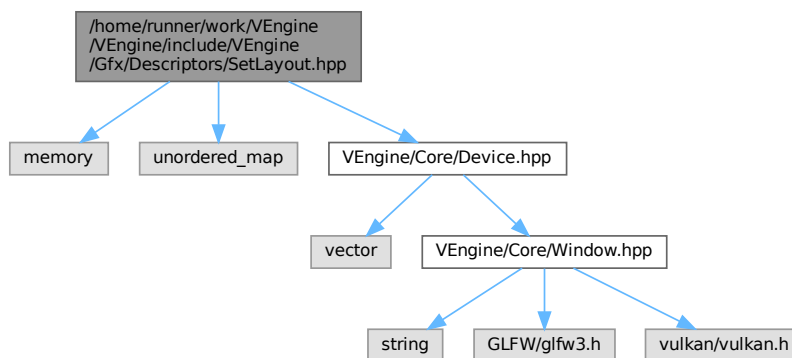 /home/runner/work/VEngine
/VEngine/include/VEngine
/Gfx/Descriptors/SetLayout.hpp
memory
unordered_map
VEngine/Core/Device.hpp
vector
VEngine/Core/Window.hpp
string
GLFW/glfw3.h
vulkan/vulkan.h